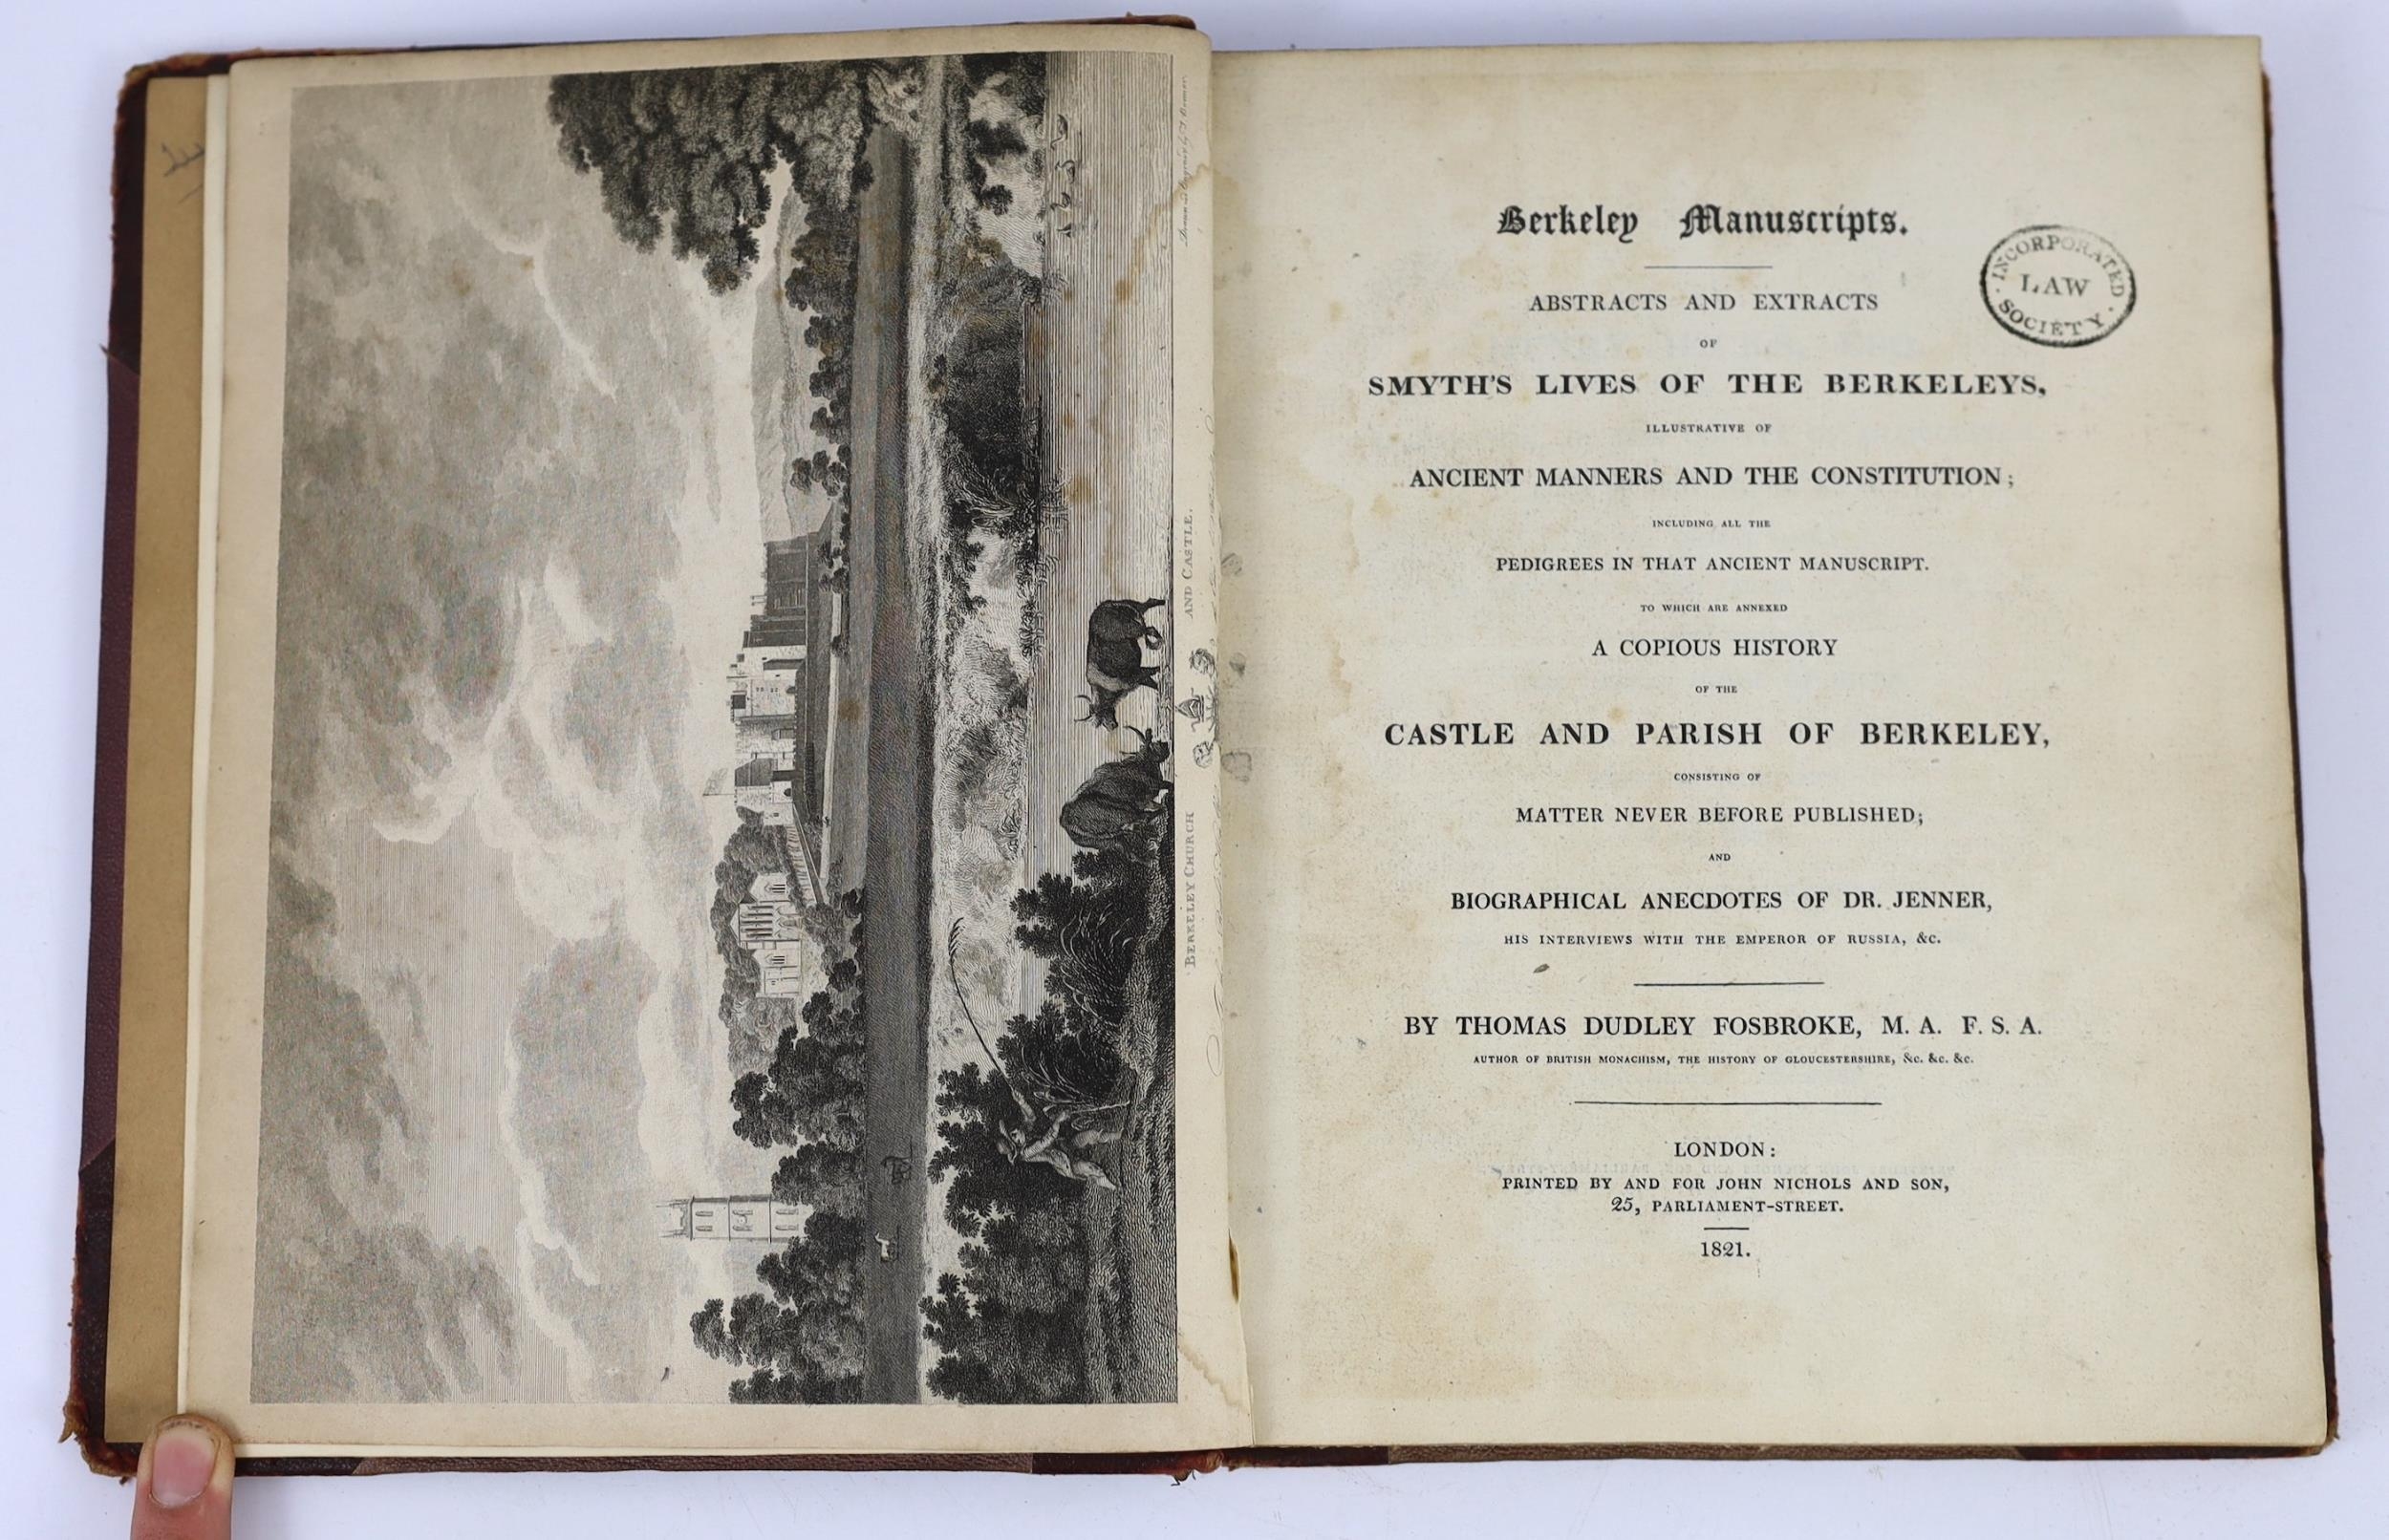 BERKELEY CHURCH AND CASTLE.
Berkeley Manuscripts.
ABSTRACTS AND EXTRACTS
OF
SMYTH'S LIVES OF THE BERKELEYS,
ILLUSTRATIVE OF
ANCIENT MANNERS AND THE CONSTITUTION;
INCLUDING ALL THE
PEDIGREES IN THAT ANCIENT MANUSCRIPT.
TO WHICH ARE ANNEXED
A COPIOUS HISTORY
OF THE
CASTLE AND PARISH OF BERKELEY,
CONSISTING OF
MATTER NEVER BEFORE PUBLISHED;
AND
BIOGRAPHICAL ANECDOTES OF DR. JENNER,
HIS INTERVIEWS WITH THE EMPEROR OF RUSSIA, &c.
BY THOMAS DUDLEY FOSBROKE, M. A. F. S. A.
AUTHOR OF BRITISH MONACHISM, THE HISTORY OF GLOUCESTERSHIRE, &c. &c. &c.
LONDON:
PRINTED BY AND FOR JOHN NICHOLS AND SON,
25, PARLIAMENT-STREET.
1821.
INCORPORATED
LAW
SOCIETY